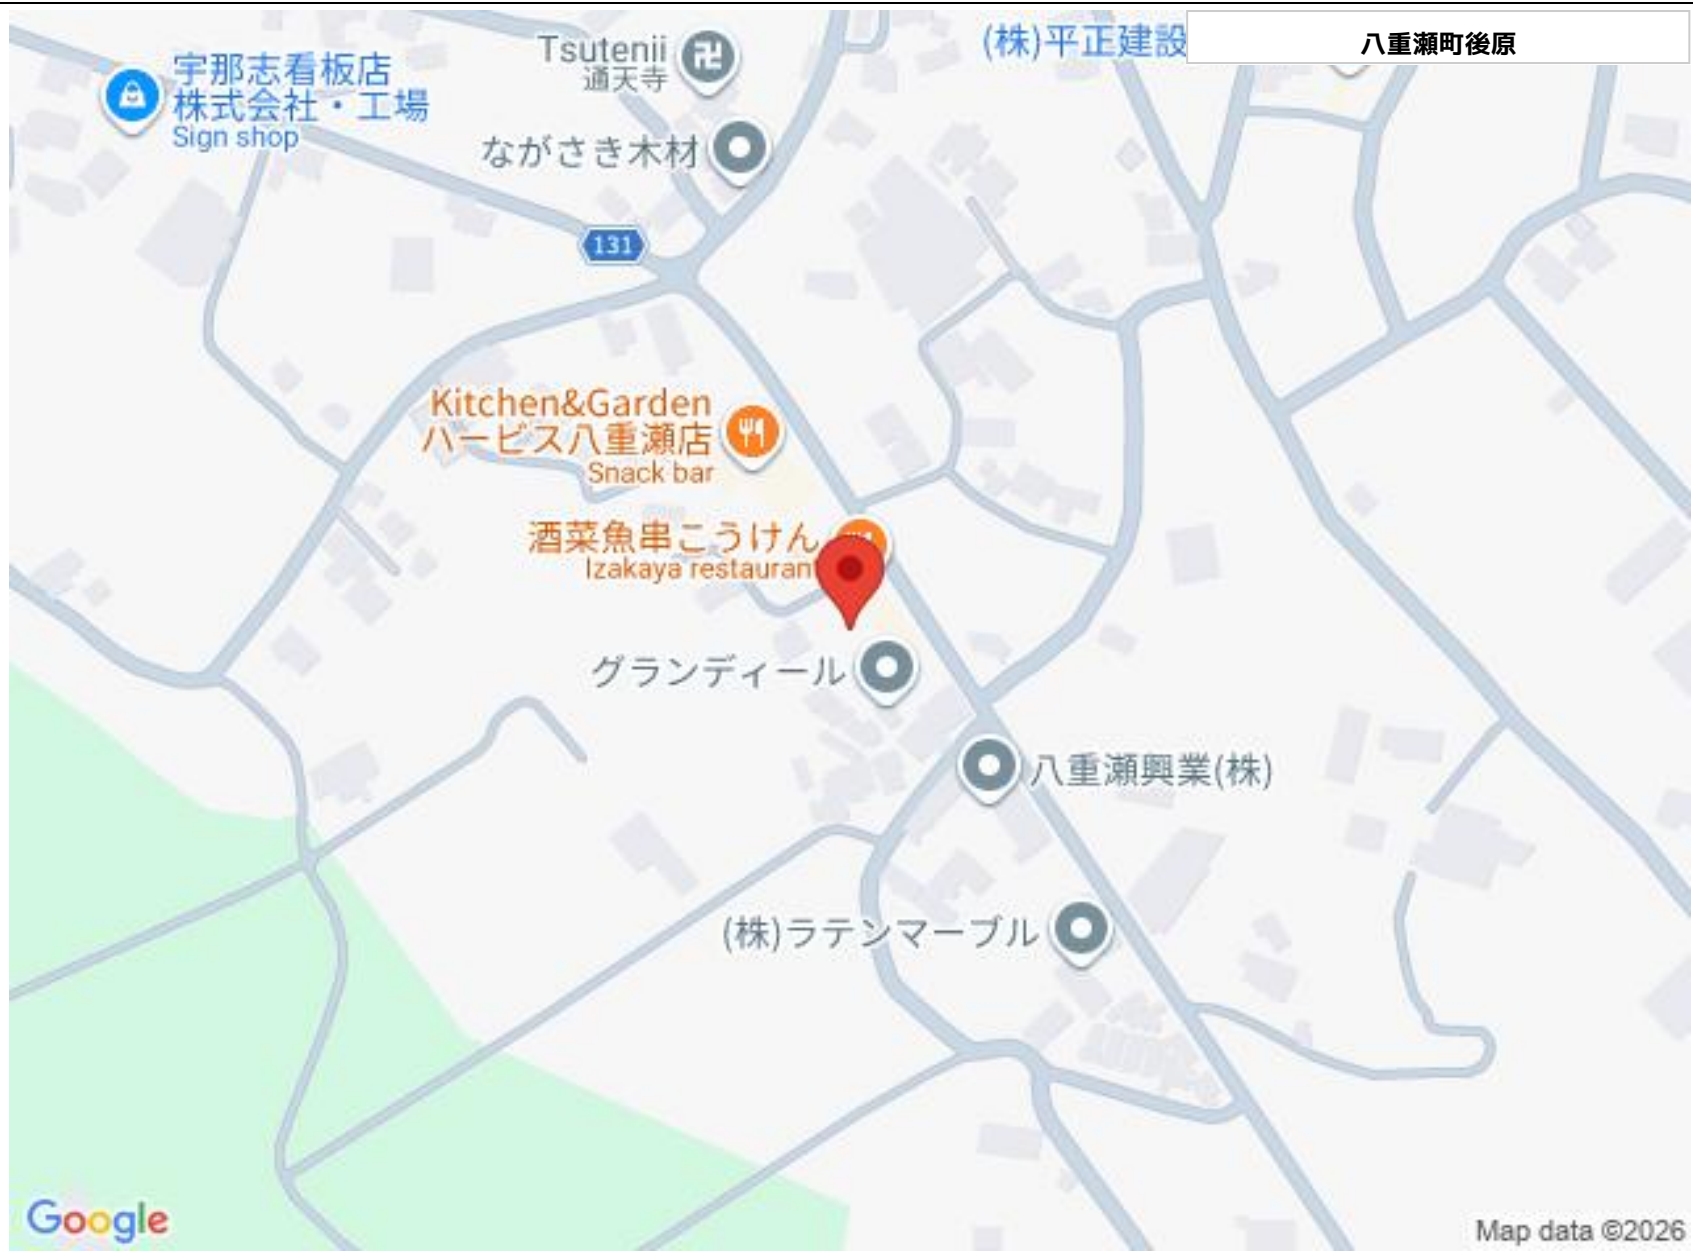 (株)平正建設
八重瀬町後原
Tsutenji
通天寺
宇那志看板店
株式会社・工場
Sign shop
ながさき木材
131
Kitchen&Garden
ハービス八重瀬店
Snack bar
酒菜魚串こうけん
Izakaya restaurant
グランディール
八重瀬興業(株)
(株)ラテンマーブル
Google
Map data ©2026